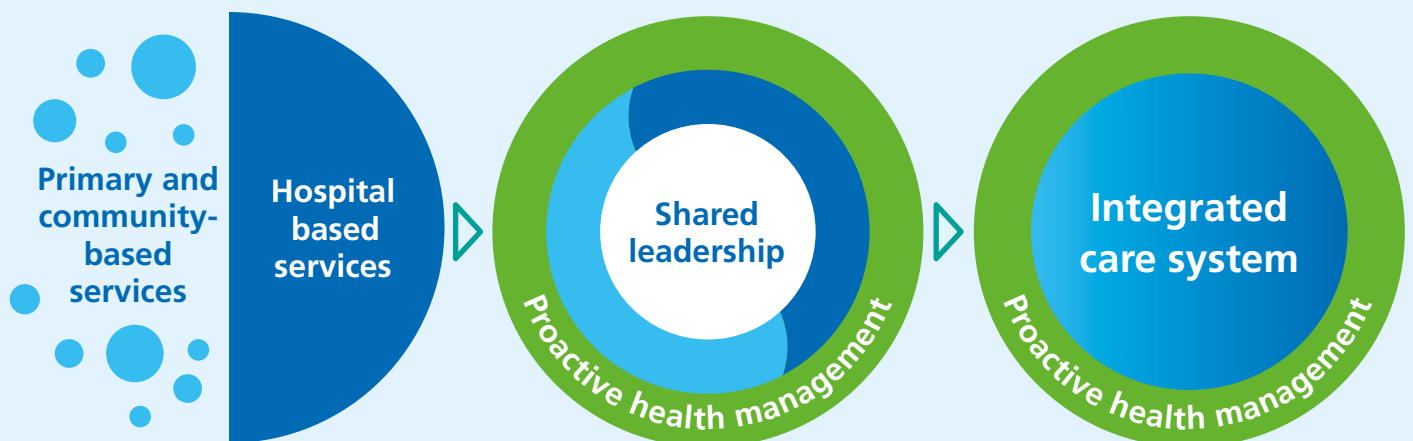 Primary and
community-
based
services
Hospital
based
services
Shared
leadership
Proactive health management
Integrated
care system
Proactive health management